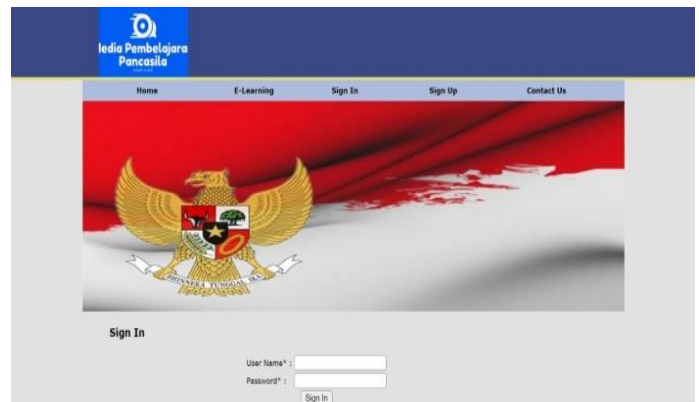 ledia Pembelajara
Pancasila
Home E-Learning Sign In Sign Up Contact Us
BHINNEKA TUNGGAL IKA
Sign In
User Name* :
Password* :
Sign In